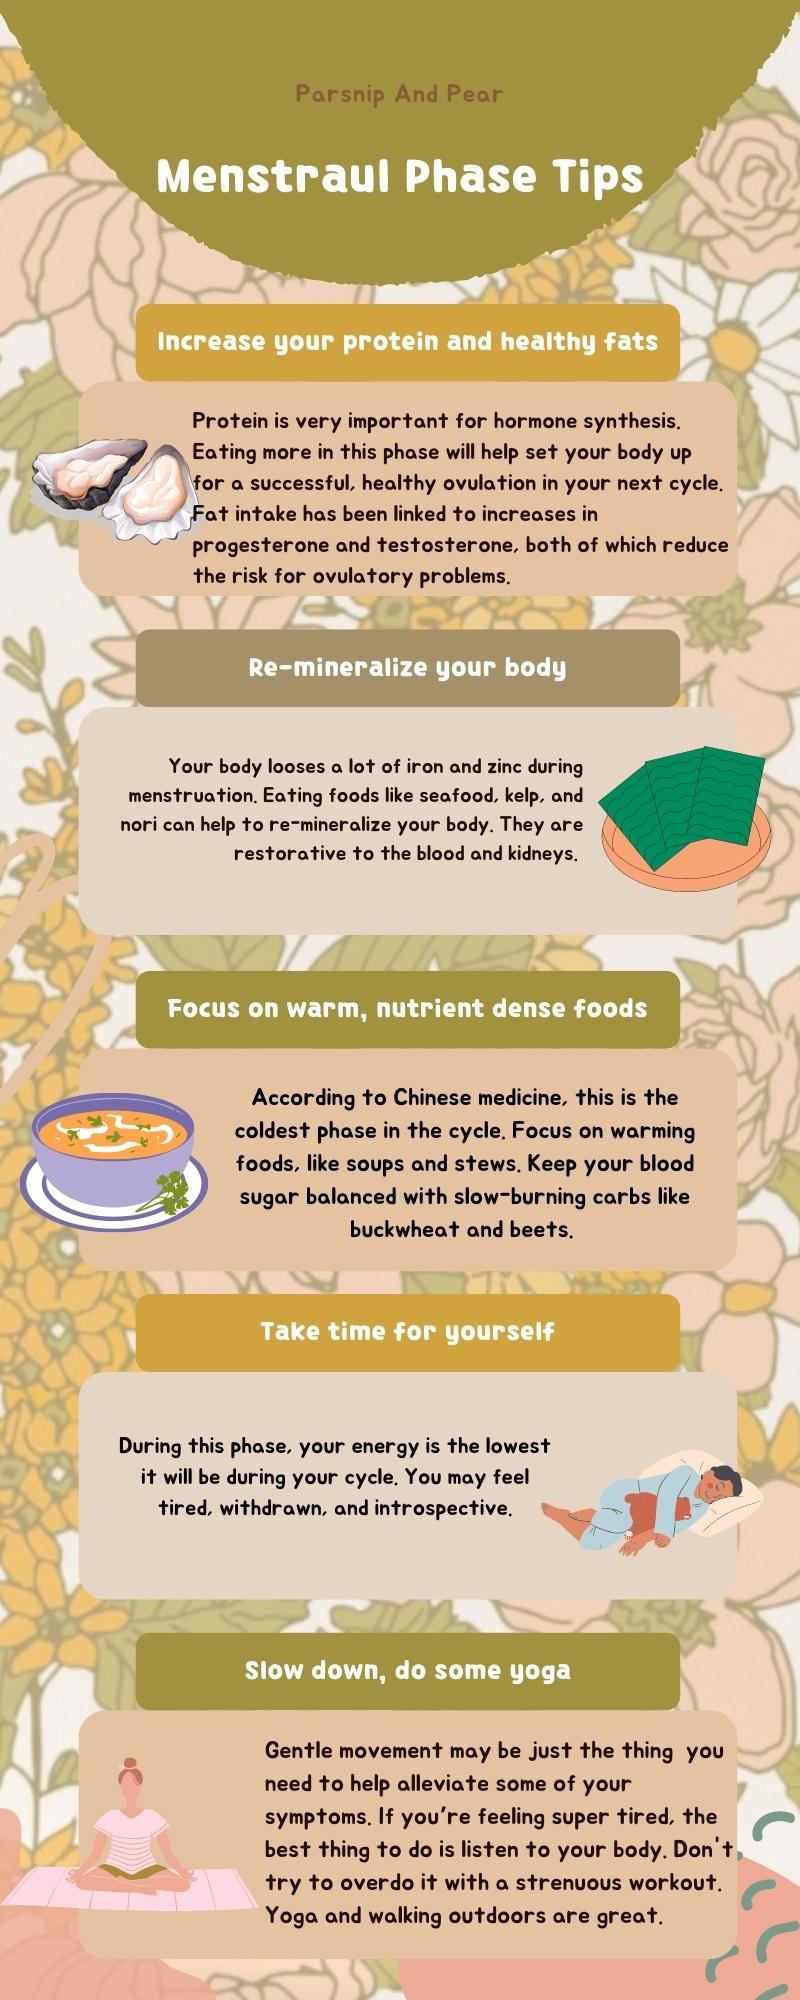 Parsnip And Pear
Menstraul Phase Tips
Increase your protein and healthy fats
Protein is very important for hormone synthesis.
Eating more in this phase will help set your body up
for a successful, healthy ovulation in your next cycle.
Fat intake has been linked to increases in
progesterone and testosterone, both of which reduce
the risk for ovulatory problems.
Re-mineralize your body
Your body looses a lot of iron and zinc during
menstruation. Eating foods like seafood, kelp, and
nori can help to re-mineralize your body. They are
restorative to the blood and kidneys.
Focus on warm, nutrient dense foods
According to Chinese medicine, this is the
coldest phase in the cycle. Focus on warming
foods, like soups and stews. Keep your blood
sugar balanced with slow-burning carbs like
buckwheat and beets.
Take time for yourself
During this phase, your energy is the lowest
it will be during your cycle. You may feel
tired, withdrawn, and introspective.
Slow down, do some yoga
Gentle movement may be just the thing  you
need to help alleviate some of your
symptoms. If you're feeling super tired, the
best thing to do is listen to your body. Don't
try to overdo it with a strenuous workout.
Yoga and walking outdoors are great.